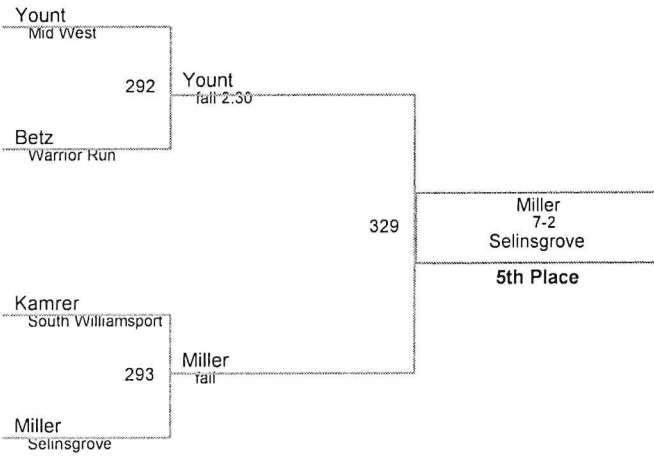 Yount
Mid West
292
Yount
fall 2:30
Betz
Warrior Run
329
Miller
7-2
Selinsgrove
5th Place
Kamrer
South Williamsport
293
Miller
fall
Miller
Selinsgrove